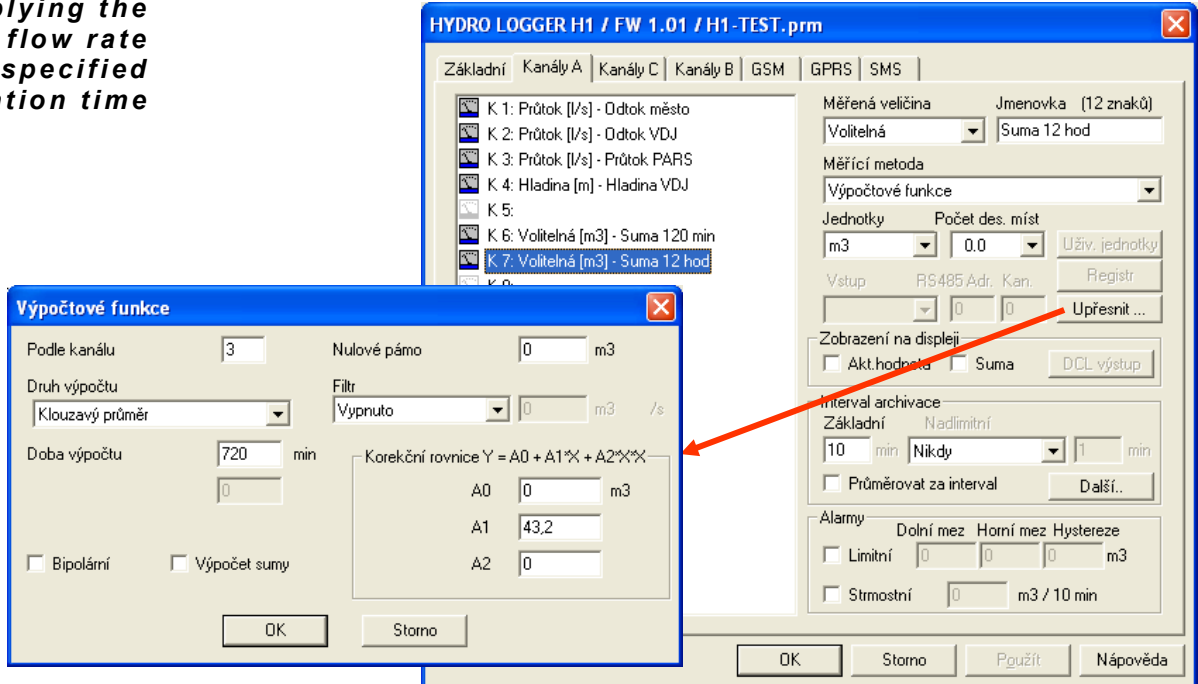 plying the
flow rate
specified
tion time
HYDRO LOGGER H1 / FW 1.01 / H1-TEST.prm
Základní Kanály A Kanály C Kanály B GSM GPRS SMS
K 1: Průtok [l/s] - Odtok město
K 2: Průtok [l/s] - Odtok VDJ
K 3: Průtok [l/s] - Průtok PARS
K 4: Hladina [m] - Hladina VDJ
K 5:
K 6: Volitelná [m3] - Suma 120 min
K 7: Volitelná [m3] - Suma 12 hod
Měřená veličina Jmenovka (12 znaků)
Volitelná Suma 12 hod
Měřící metoda
Výpočtové funkce
Jednotky Počet des. míst
m3 0.0 Uživ. jednotky
Vstup RS485 Adr. Kan. Registr
0 0 Upřesnit ...
Zobrazení na displeji
Akt.hodnota Suma DCL výstup
Interval archivace
Základní Nadlimitní
10 min Nikdy 1 min
Průměrovat za interval Další..
Alarmy
Dolní mez Horní mez Hystereze
Limitní 0 0 0 m3
Strmostní 0 m3 / 10 min
OK Storno Použít Nápověda
Výpočtové funkce
Podle kanálu 3 Nulové pámo 0 m3
Druh výpočtu Filtr
Klouzavý průměr Vypnuto 0 m3 /s
Doba výpočtu 720 min
0
Korekční rovnice Y = A0 + A1*X + A2*X*X
A0 0 m3
A1 43,2
A2 0
Bipolární Výpočet sumy
OK Storno